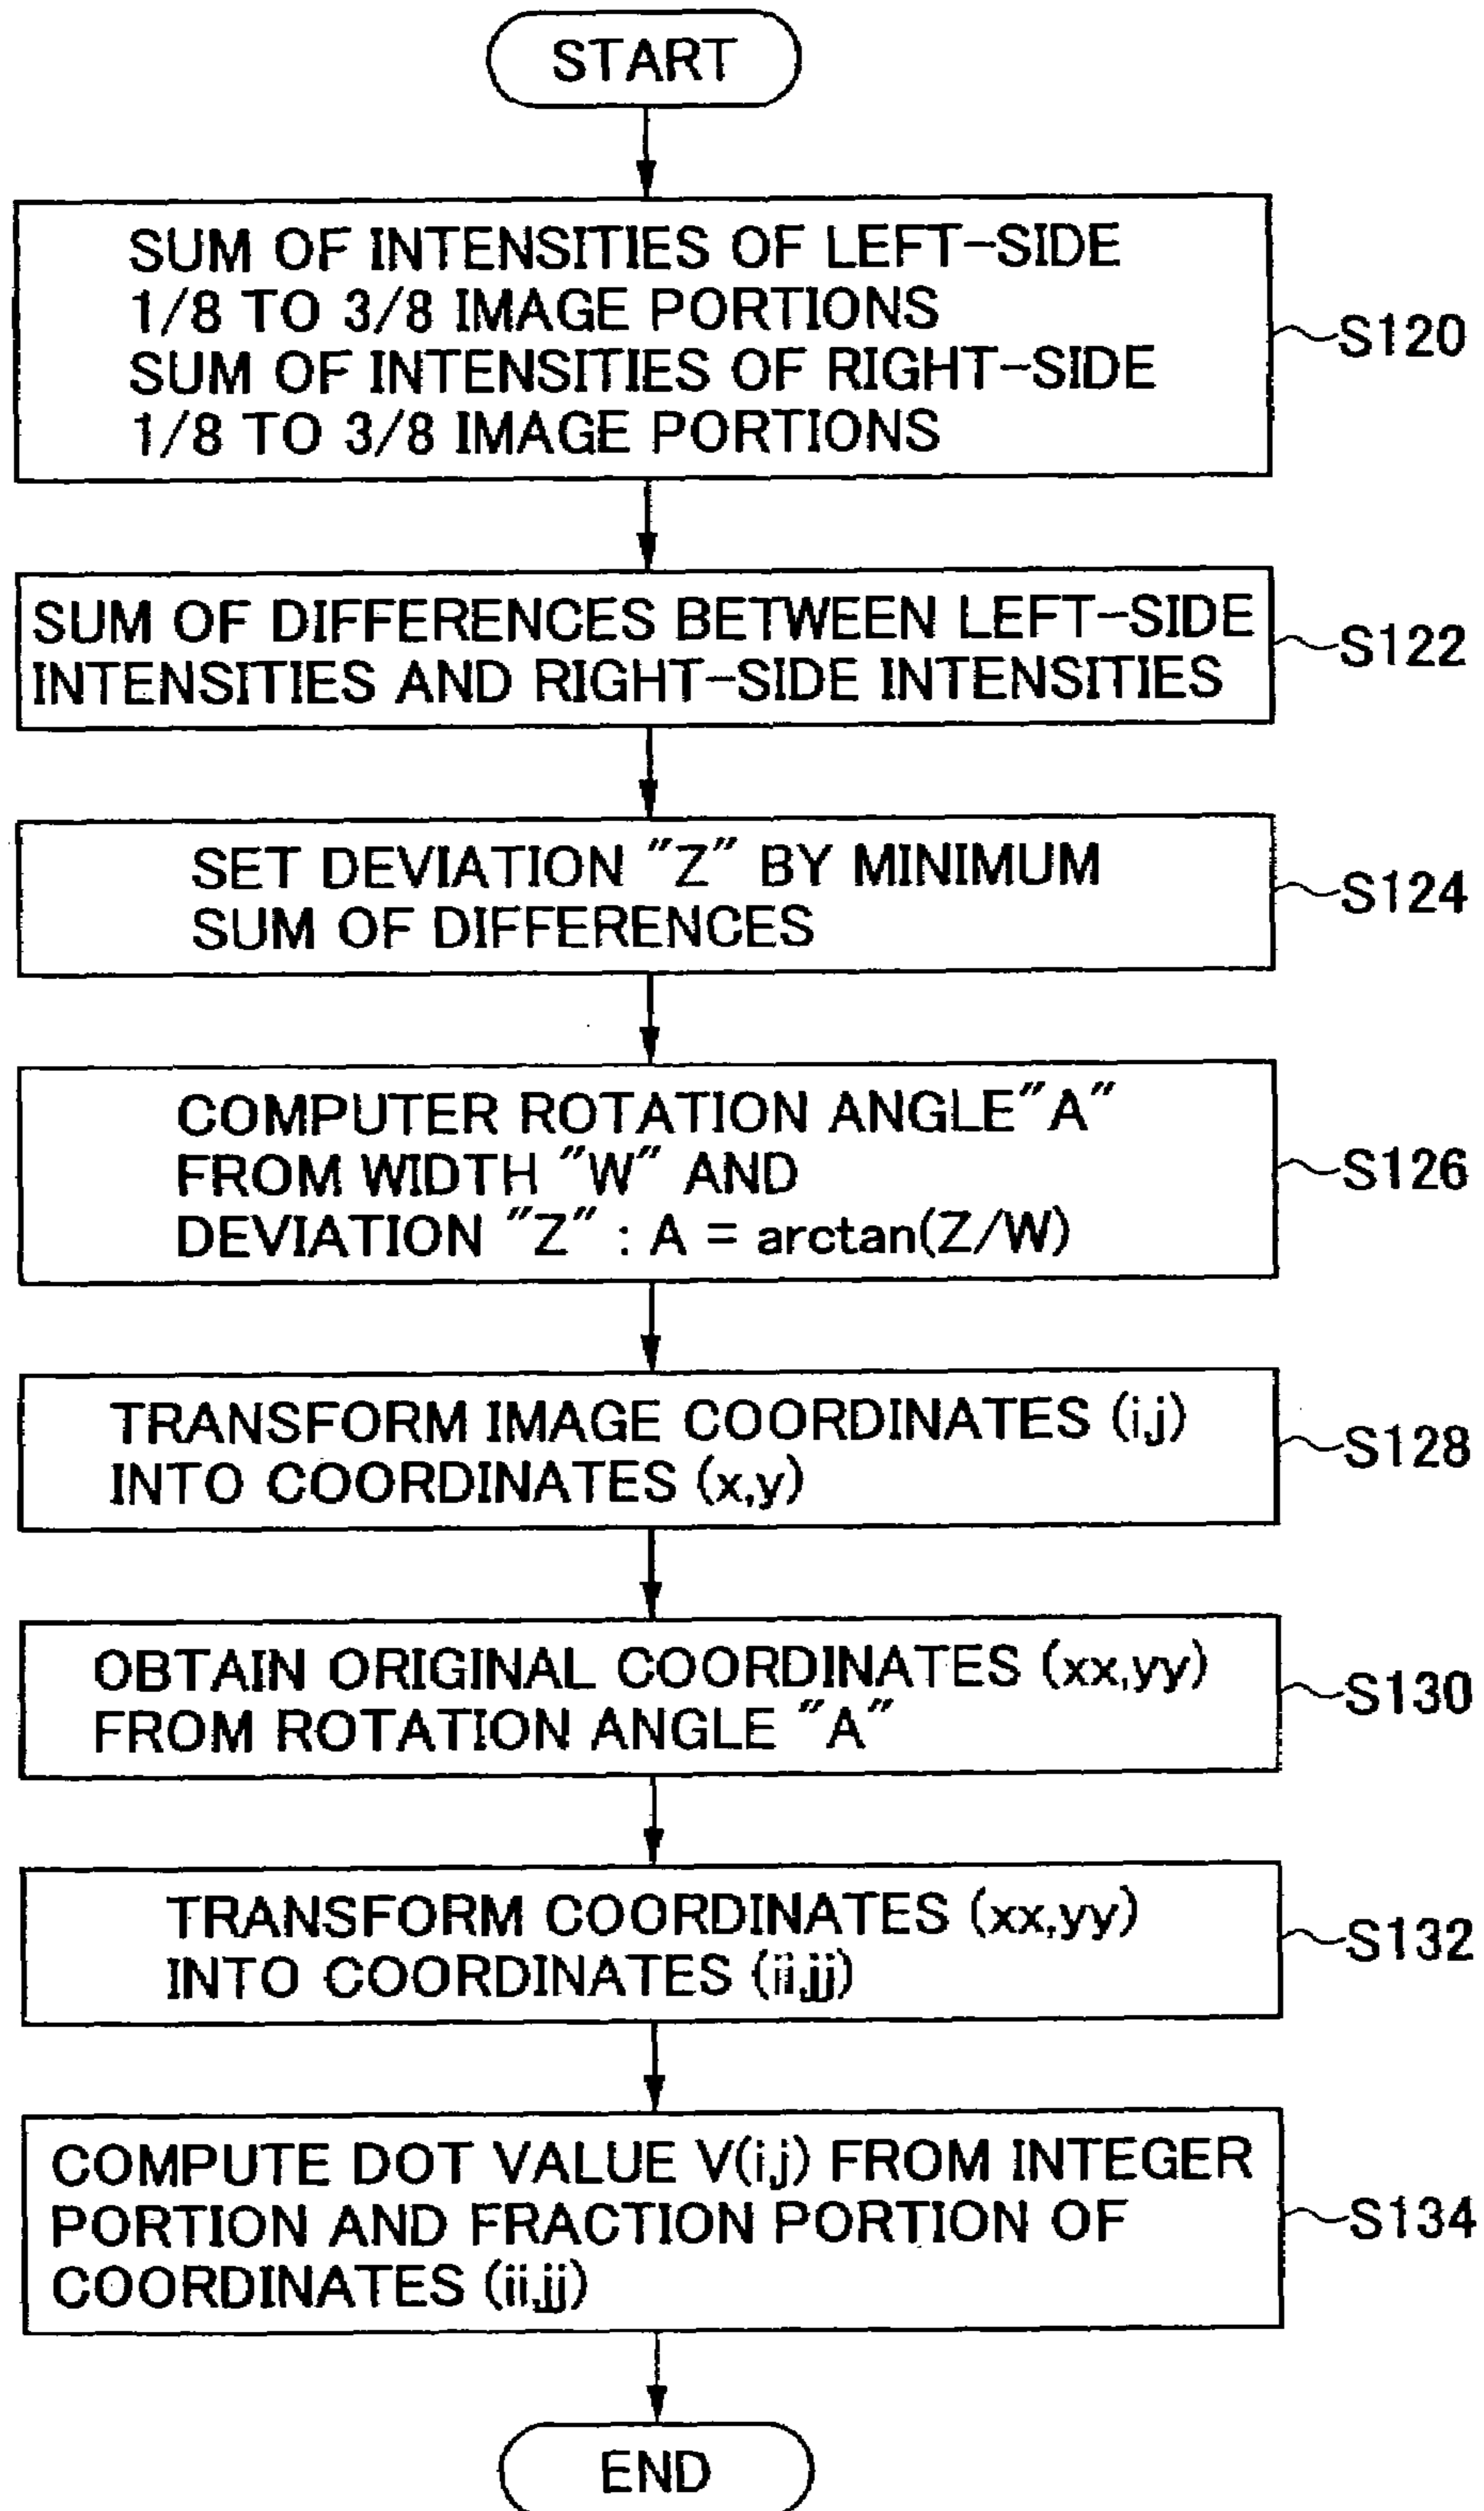 START
SUM OF INTENSITIES OF LEFT-SIDE
1/8 TO 3/8 IMAGE PORTIONS
SUM OF INTENSITIES OF RIGHT-SIDE
1/8 TO 3/8 IMAGE PORTIONS
S120
SUM OF DIFFERENCES BETWEEN LEFT-SIDE
INTENSITIES AND RIGHT-SIDE INTENSITIES
S122
SET DEVIATION "Z" BY MINIMUM
SUM OF DIFFERENCES
S124
COMPUTER ROTATION ANGLE"A"
FROM WIDTH "W" AND
DEVIATION "Z" : A = arctan(Z/W)
S126
TRANSFORM IMAGE COORDINATES (i,j)
INTO COORDINATES (x,y)
S128
OBTAIN ORIGINAL COORDINATES (xx,yy)
FROM ROTATION ANGLE "A"
S130
TRANSFORM COORDINATES (xx,yy)
INTO COORDINATES (ii,jj)
S132
COMPUTE DOT VALUE V(i,j) FROM INTEGER
PORTION AND FRACTION PORTION OF
COORDINATES (ii,jj)
S134
END